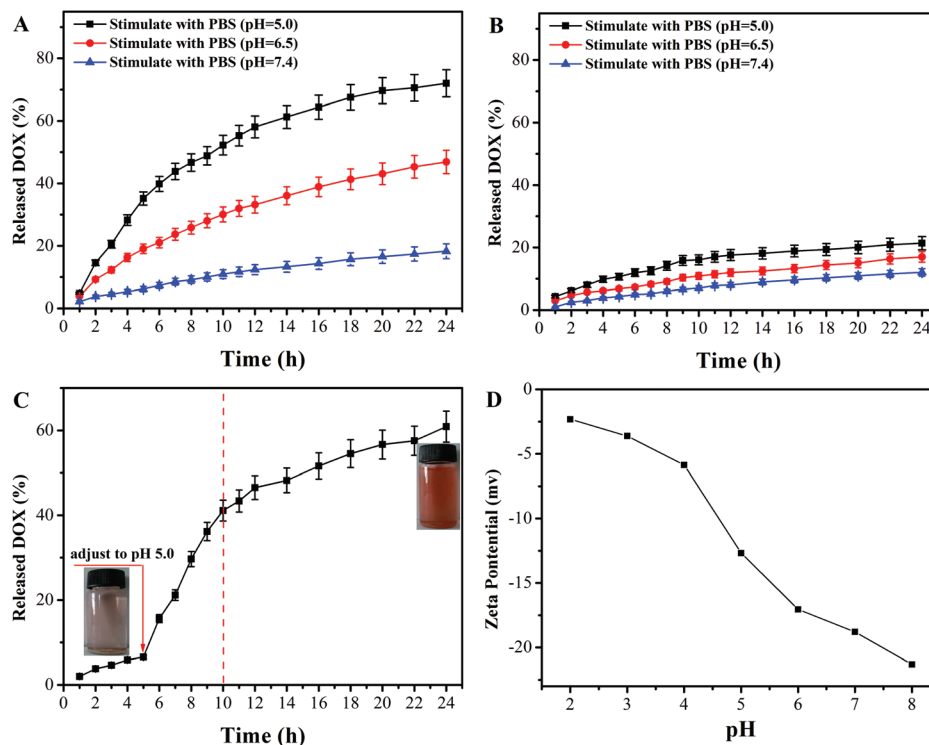 A
Stimulate with PBS (pH=5.0)
Stimulate with PBS (pH=6.5)
Stimulate with PBS (pH=7.4)
Released DOX (%)
80
60
40
20
0
0 2 4 6 8 10 12 14 16 18 20 22 24
Time (h)
B
Stimulate with PBS (pH=5.0)
Stimulate with PBS (pH=6.5)
Stimulate with PBS (pH=7.4)
Released DOX (%)
80
60
40
20
0
0 2 4 6 8 10 12 14 16 18 20 22 24
Time (h)
C
Released DOX (%)
60
40
20
0
adjust to pH 5.0
0 2 4 6 8 10 12 14 16 18 20 22 24
Time (h)
D
Zeta Pontential (mv)
0
-5
-10
-15
-20
2 3 4 5 6 7 8
pH